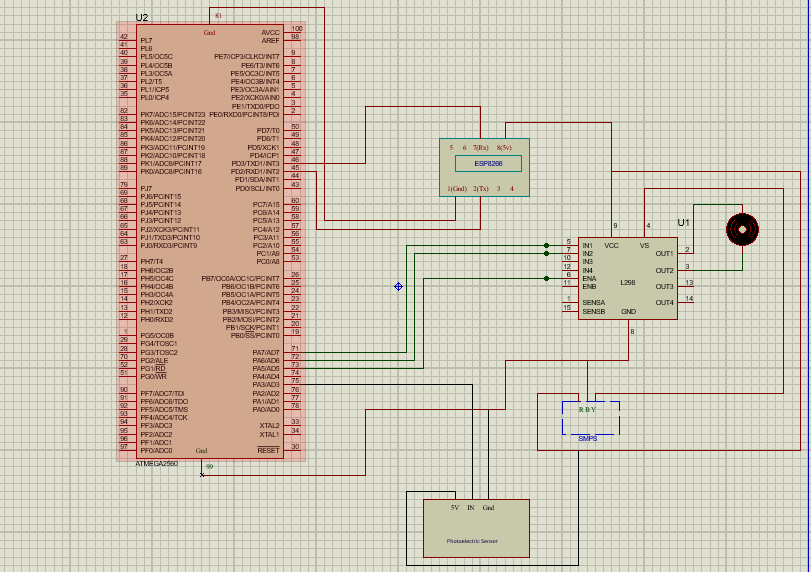 U2
81
Gnd
42 PL7
41 PL6
40 PL5/OC5C
39 PL4/OC5B
38 PL3/OC5A
37 PL2/T5
36 PL1/ICP5
35 PL0/ICP4
82 PK7/ADC15/PCINT23
83 PK6/ADC14/PCINT22
84 PK5/ADC13/PCINT21
85 PK4/ADC12/PCINT20
86 PK3/ADC11/PCINT19
87 PK2/ADC10/PCINT18
88 PK1/ADC9/PCINT17
89 PK0/ADC8/PCINT16
79 PJ7
69 PJ6/PCINT15
68 PJ5/PCINT14
67 PJ4/PCINT13
66 PJ3/PCINT12
65 PJ2/XCK3/PCINT11
64 PJ1/TXD3/PCINT10
63 PJ0/RXD3/PCINT9
27 PH7/T4
18 PH6/OC2B
17 PH5/OC4C
16 PH4/OC4B
15 PH3/OC4A
14 PH2/XCK2
13 PH1/TXD2
12 PH0/RXD2
1 PG5/OC0B
29 PG4/TOSC1
28 PG3/TOSC2
70 PG2/ALE
52 PG1/RD
51 PG0/WR
90 PF7/ADC7/TDI
91 PF6/ADC6/TDO
92 PF5/ADC5/TMS
93 PF4/ADC4/TCK
94 PF3/ADC3
95 PF2/ADC2
96 PF1/ADC1
97 PF0/ADC0
AVCC 100
AREF 98
PE7/ICP3/CLKO/INT7 9
PE6/T3/INT6 8
PE5/OC3C/INT5 7
PE4/OC3B/INT4 6
PE3/OC3A/AIN1 5
PE2/XCK0/AIN0 4
PE1/TXD0/PDO 3
PE0/RXD0/PCINT8/PDI 2
PD7/T0 50
PD6/T1 49
PD5/XCK1 48
PD4/ICP1 47
PD3/TXD1/INT3 46
PD2/RXD1/INT2 45
PD1/SDA/INT1 44
PD0/SCL/INT0 43
PC7/A15 60
PC6/A14 59
PC5/A13 58
PC4/A12 57
PC3/A11 56
PC2/A10 55
PC1/A9 54
PC0/A8 53
PB7/OC0A/OC1C/PCINT7 26
PB6/OC1B/PCINT6 25
PB5/OC1A/PCINT5 24
PB4/OC2A/PCINT4 23
PB3/MISO/PCINT3 22
PB2/MOSI/PCINT2 21
PB1/SCK/PCINT1 20
PB0/SS/PCINT0 19
PA7/AD7 71
PA6/AD6 72
PA5/AD5 73
PA4/AD4 74
PA3/AD3 75
PA2/AD2 76
PA1/AD1 77
PA0/AD0 78
XTAL2 33
XTAL1 34
RESET 30
Gnd
99
ATMEGA2560
5 6 7(Rx) 8(5v)
ESP8266
1(Gnd) 2(Tx) 3 4
U1
9 4
VCC VS
5 IN1
7 IN2
10 IN3
12 IN4
6 ENA
11 ENB
1 SENSA
15 SENSB
OUT1 2
OUT2 3
OUT3 13
OUT4 14
L298
GND
8
R B Y
SMPS
5V IN Gnd
Photoelectric Sensor